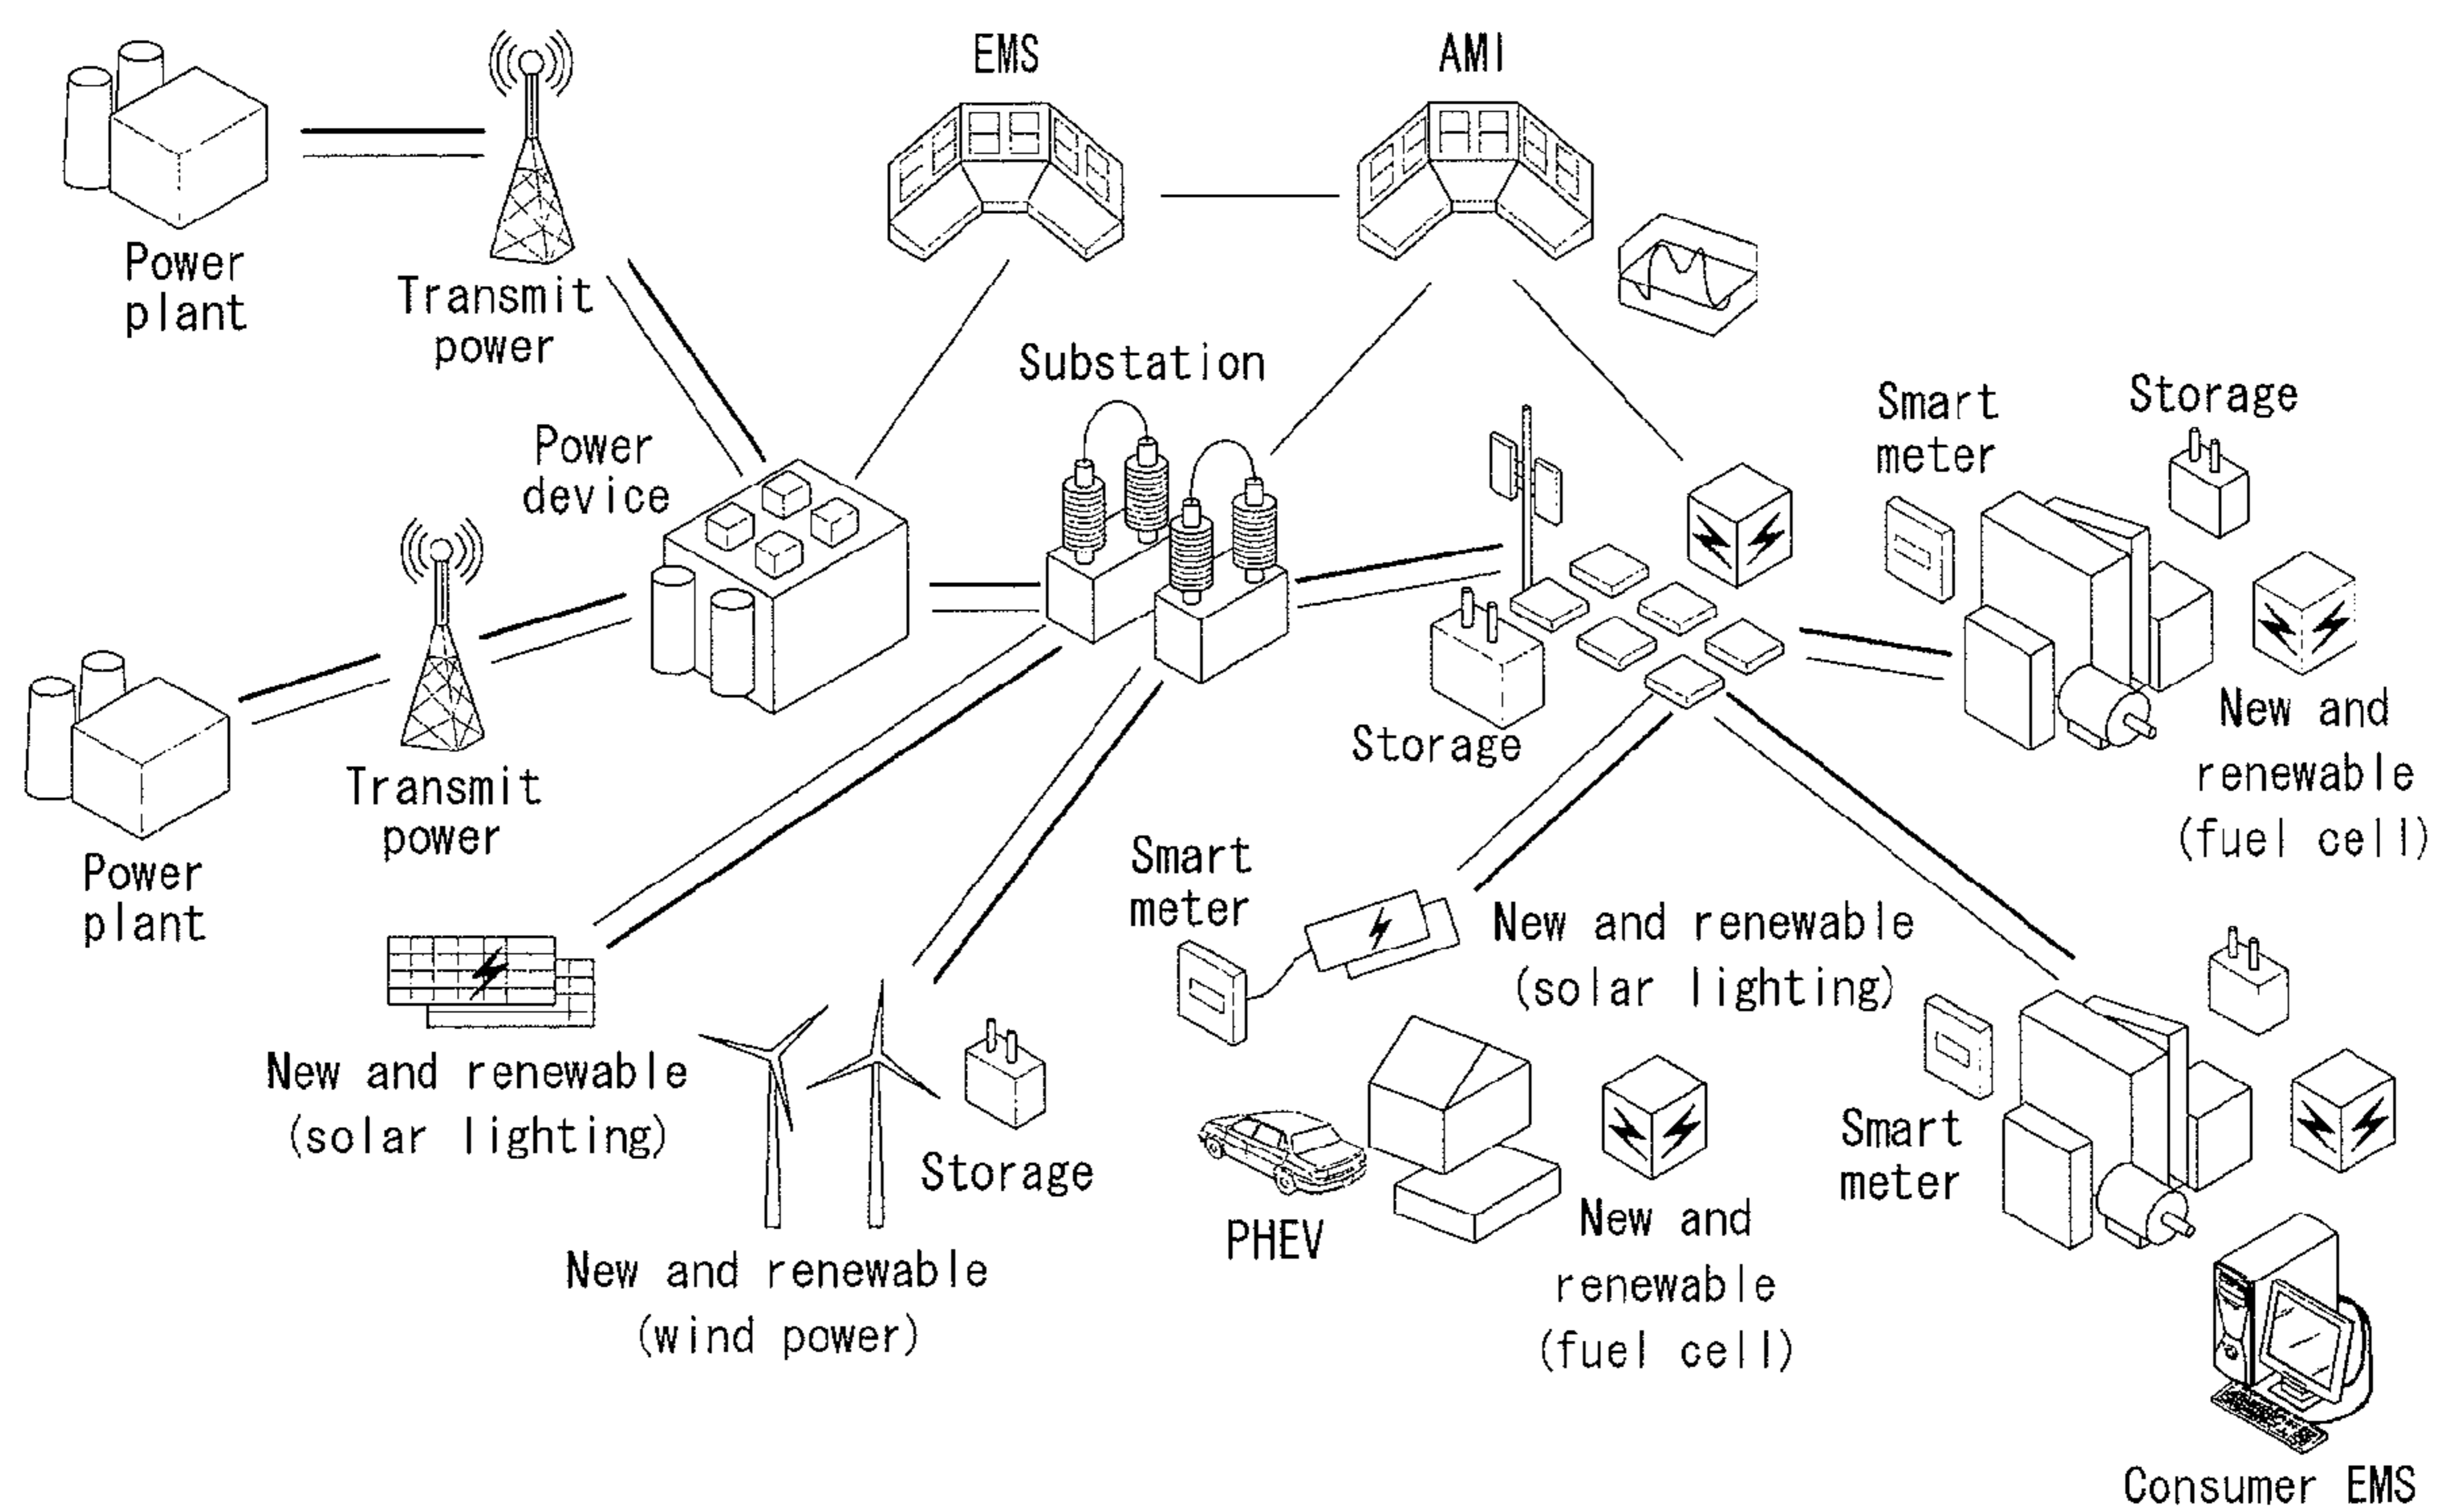 EMS
AMI
Power
plant
Transmit
power
Substation
Power
device
Smart
meter
Storage
Storage
New and
renewable
(fuel cell)
Transmit
power
Power
plant
Smart
meter
New and renewable
(solar lighting)
New and renewable
(solar lighting)
Storage
New and renewable
(wind power)
PHEV
New and
renewable
(fuel cell)
Smart
meter
Consumer EMS